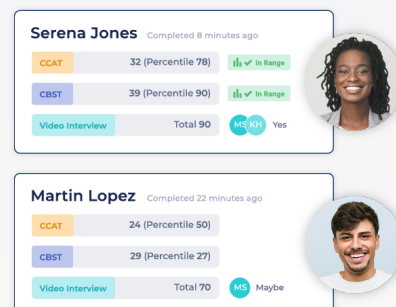 Serena Jones Completed 8 minutes ago
CCAT 32 (Percentile 78) In Range
CBST 39 (Percentile 90) In Range
Video Interview Total 90 MS KH Yes
Martin Lopez Completed 22 minutes ago
CCAT 24 (Percentile 50)
CBST 29 (Percentile 27)
Video Interview Total 70 MS Maybe